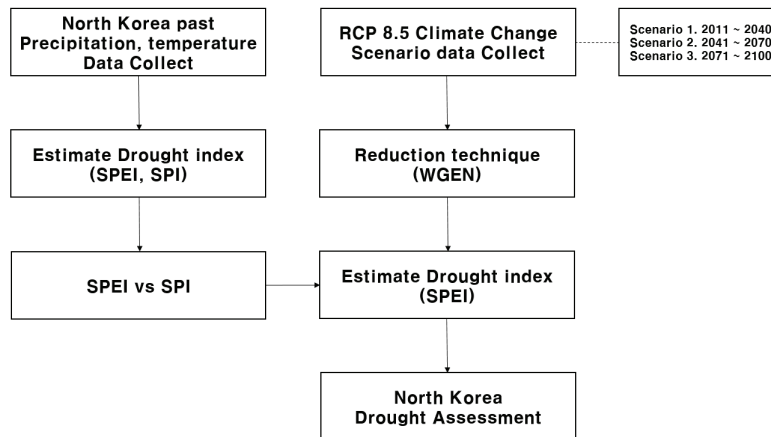 North Korea past
Precipitation, temperature
Data Collect
RCP 8.5 Climate Change
Scenario data Collect
Scenario 1. 2011 ~ 2040
Scenario 2. 2041 ~ 2070
Scenario 3. 2071 ~ 2100
Estimate Drought index
(SPEI, SPI)
Reduction technique
(WGEN)
SPEI vs SPI
Estimate Drought index
(SPEI)
North Korea
Drought Assessment